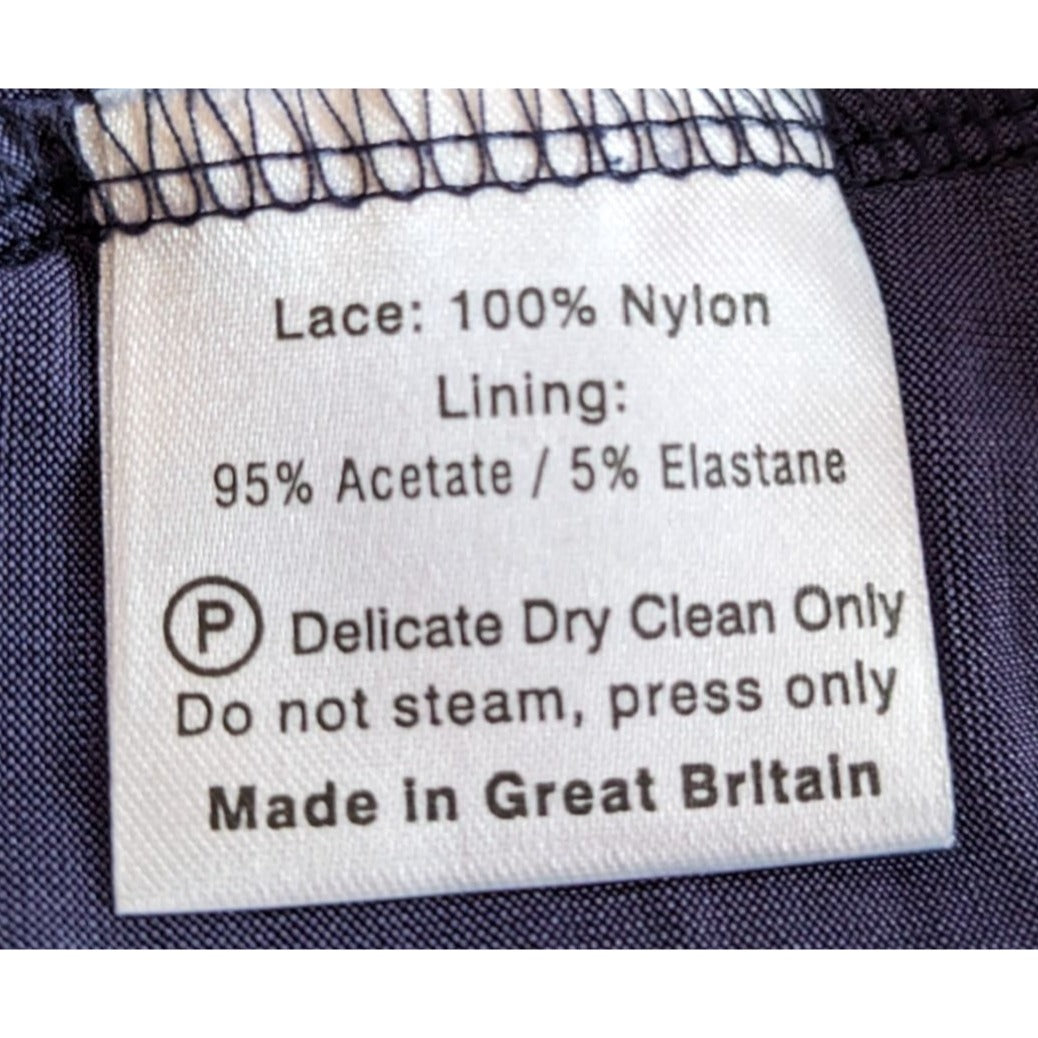 Lace: 100% Nylon
Lining:
95% Acetate / 5% Elastane
P Delicate Dry Clean Only
Do not steam, press only
Made in Great Britain